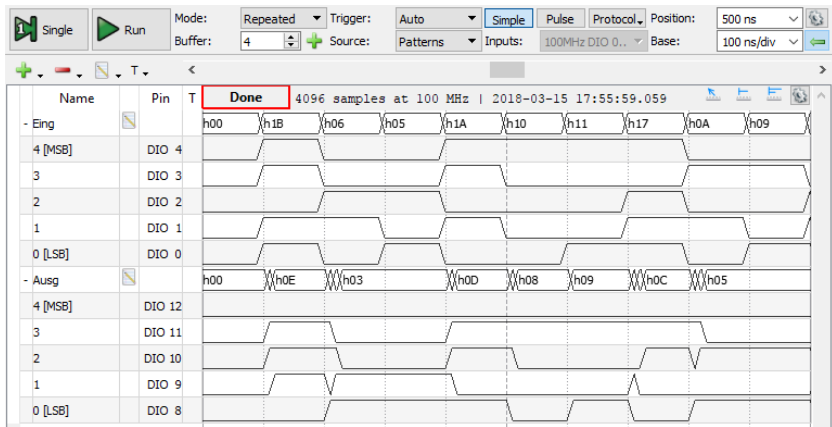 Single Run Mode: Repeated Trigger: Auto Simple Pulse Protocol Position: 500 ns
Buffer: 4 Source: Patterns Inputs: 100MHz DIO 0.. Base: 100 ns/div
T
Name Pin T Done 4096 samples at 100 MHz | 2018-03-15 17:55:59.059
- Eing h00 h1B h06 h05 h1A h10 h11 h17 h0A h09
4 [MSB] DIO 4
3 DIO 3
2 DIO 2
1 DIO 1
0 [LSB] DIO 0
- Ausg h00 h0E h03 h0D h08 h09 h0C h05
4 [MSB] DIO 12
3 DIO 11
2 DIO 10
1 DIO 9
0 [LSB] DIO 8